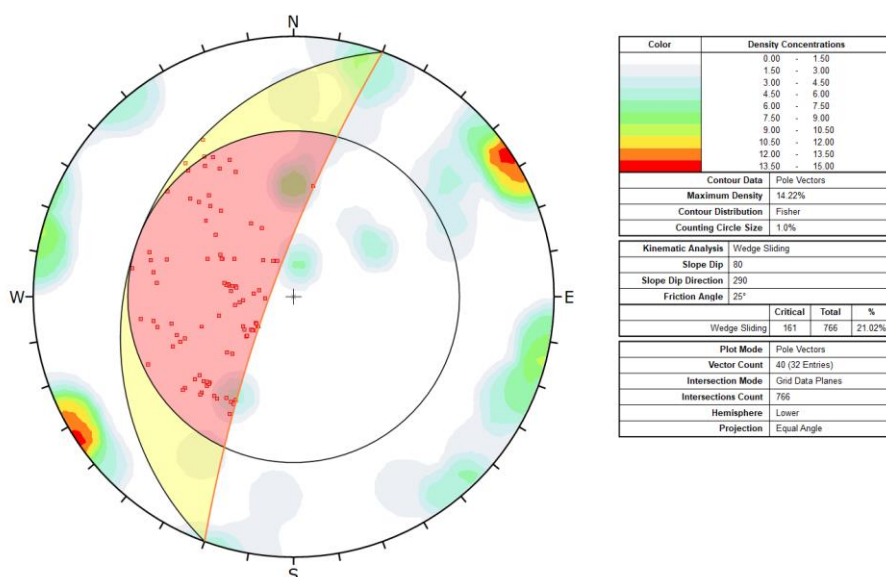 N
W
E
S
Color Density Concentrations
0.00 - 1.50
1.50 - 3.00
3.00 - 4.50
4.50 - 6.00
6.00 - 7.50
7.50 - 9.00
9.00 - 10.50
10.50 - 12.00
12.00 - 13.50
13.50 - 15.00
Contour Data Pole Vectors
Maximum Density 14.22%
Contour Distribution Fisher
Counting Circle Size 1.0%
Kinematic Analysis Wedge Sliding
Slope Dip 80
Slope Dip Direction 290
Friction Angle 25°
Critical Total %
Wedge Sliding 161 766 21.02%
Plot Mode Pole Vectors
Vector Count 40 (32 Entries)
Intersection Mode Grid Data Planes
Intersections Count 766
Hemisphere Lower
Projection Equal Angle